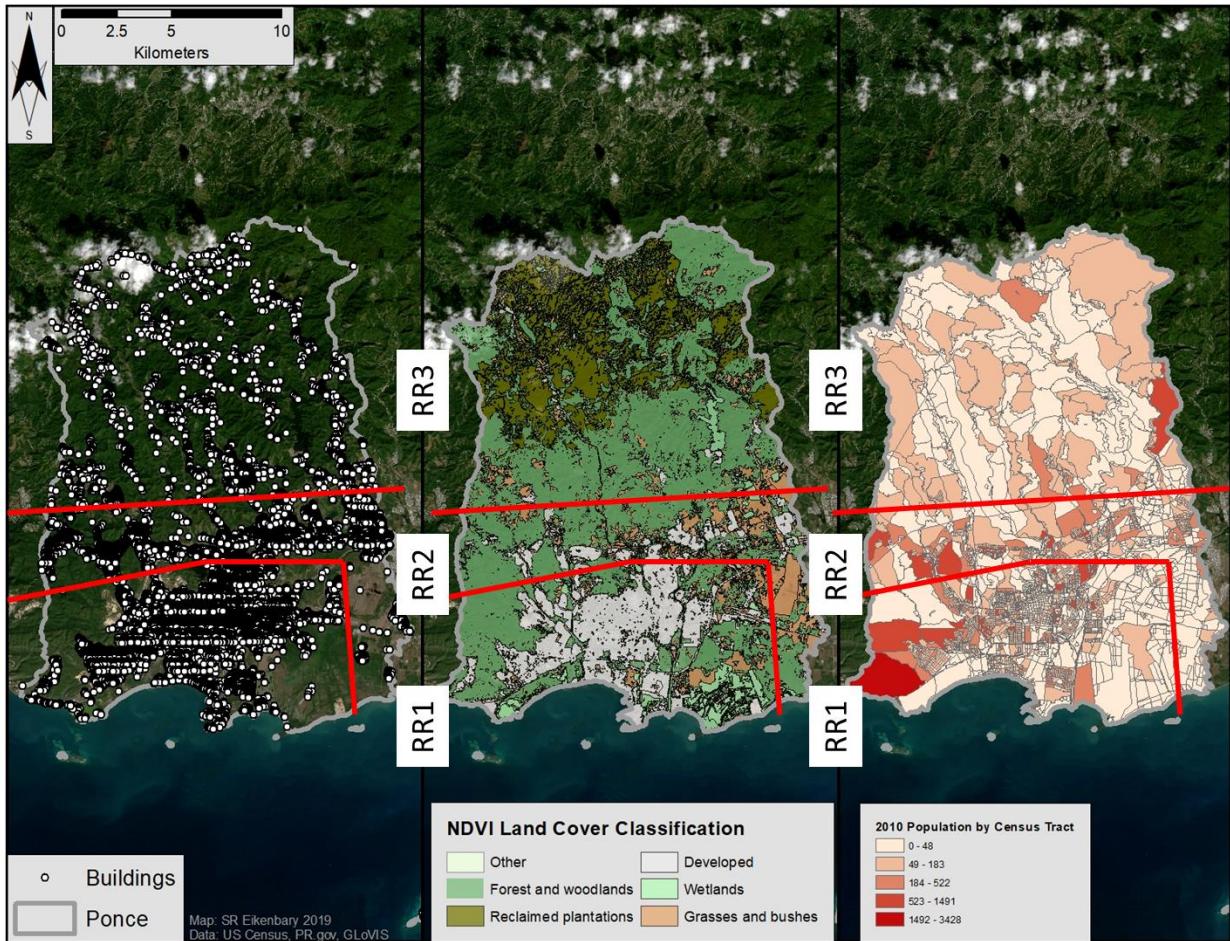 N
S
0 2.5 5 10
Kilometers
RR3
RR2
RR1
RR3
RR2
RR1
Buildings
Ponce
Map: SR Eikenbary 2019
Data: US Census, PR.gov, GLoVIS
NDVI Land Cover Classification
Other
Forest and woodlands
Reclaimed plantations
Developed
Wetlands
Grasses and bushes
2010 Population by Census Tract
0 - 48
49 - 183
184 - 522
523 - 1491
1492 - 3428